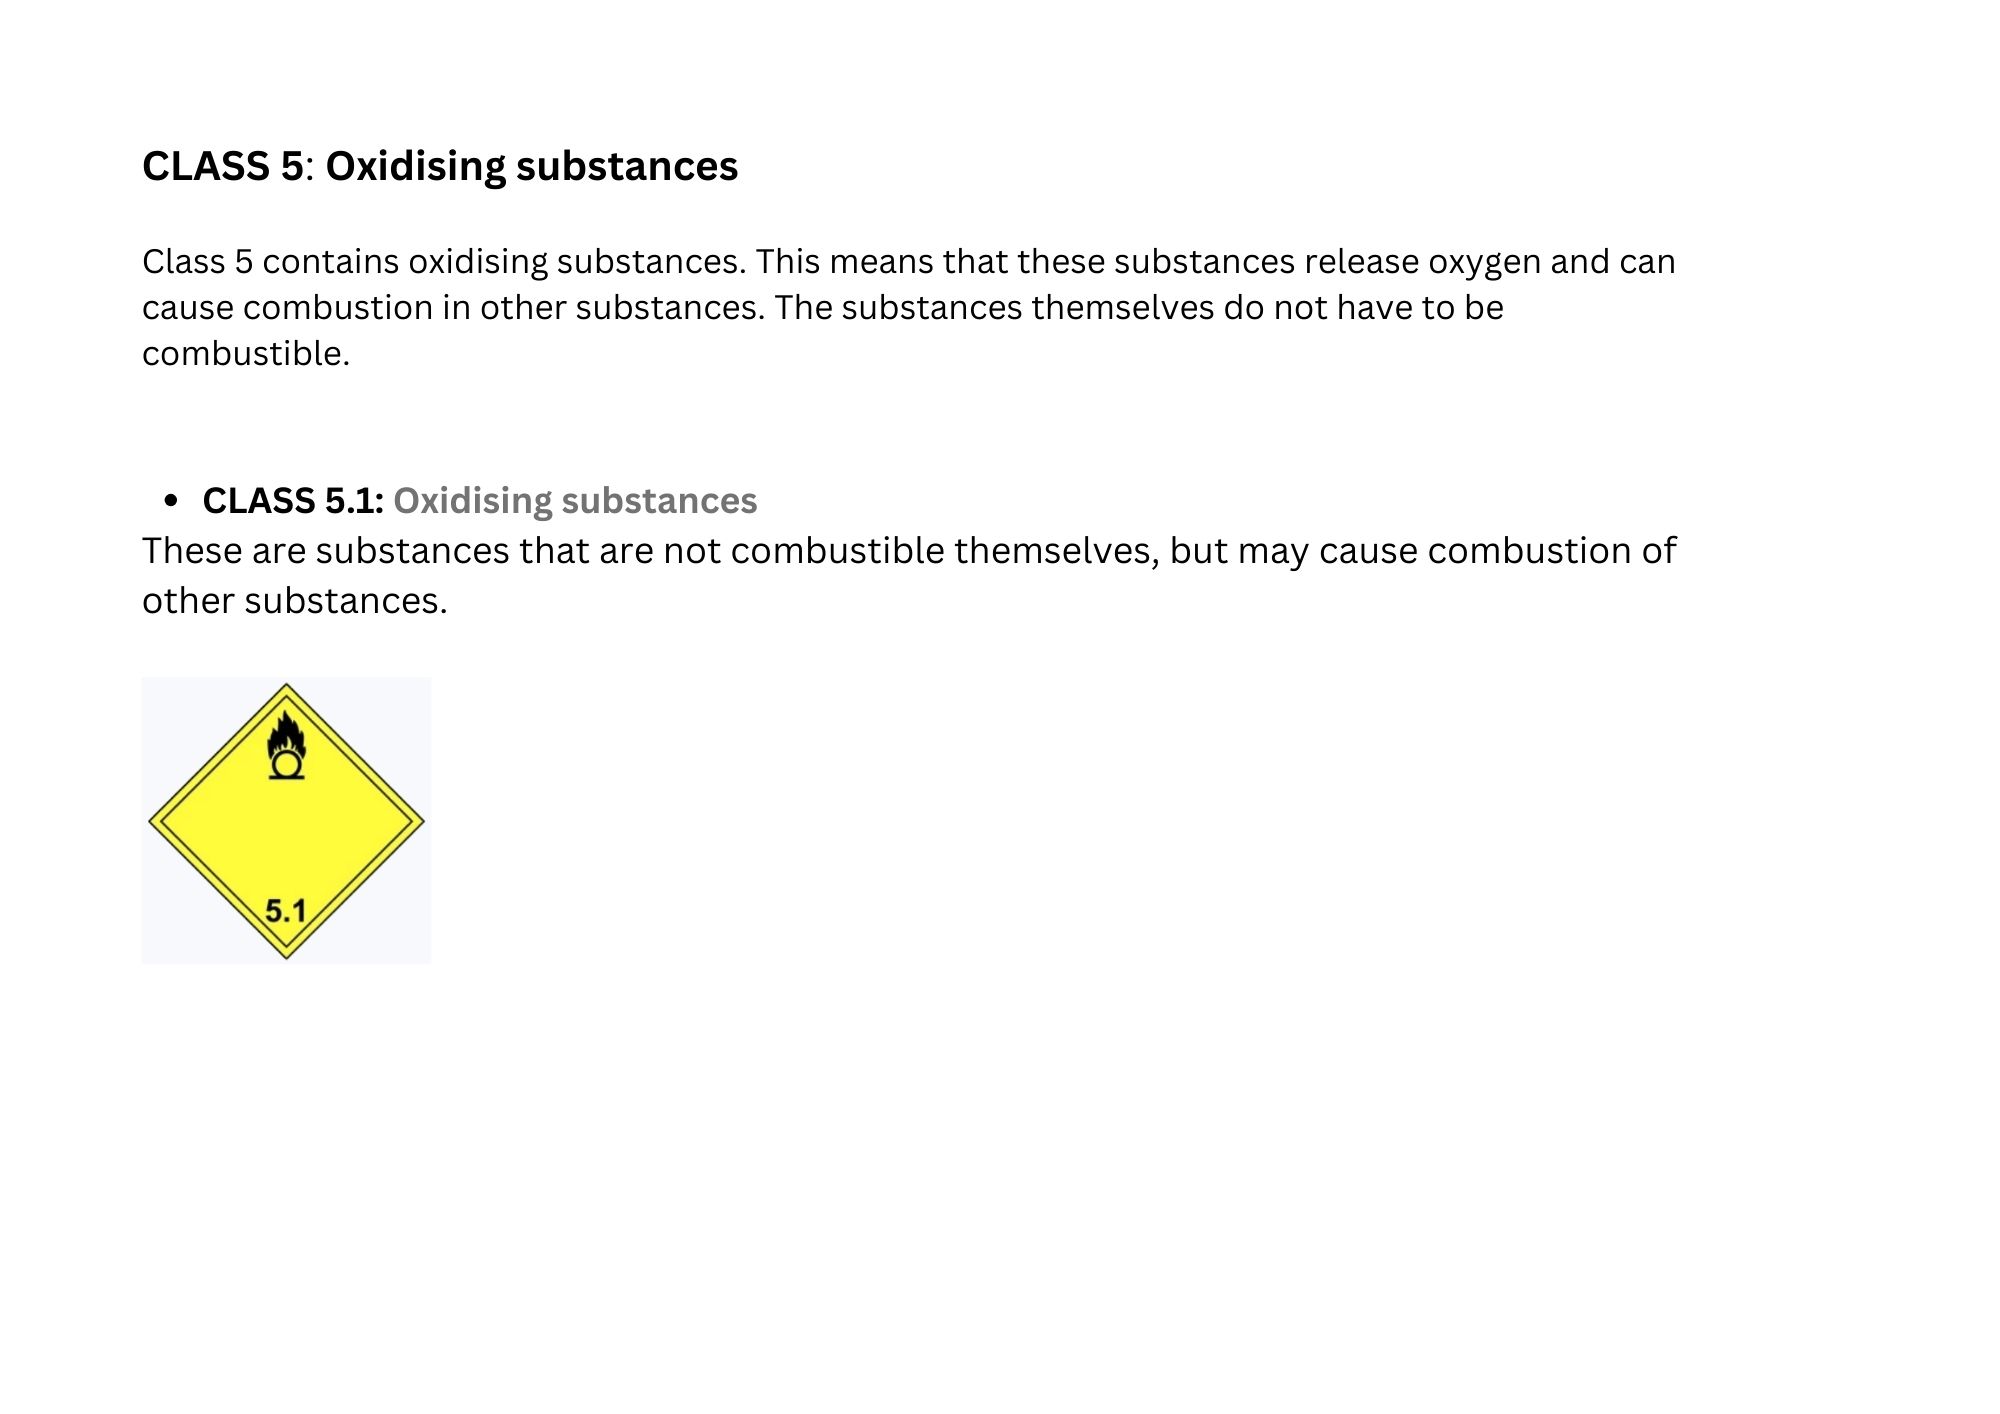 CLASS 5: Oxidising substances
Class 5 contains oxidising substances. This means that these substances release oxygen and can
cause combustion in other substances. The substances themselves do not have to be
combustible.
• CLASS 5.1: Oxidising substances
These are substances that are not combustible themselves, but may cause combustion of
other substances.
5.1